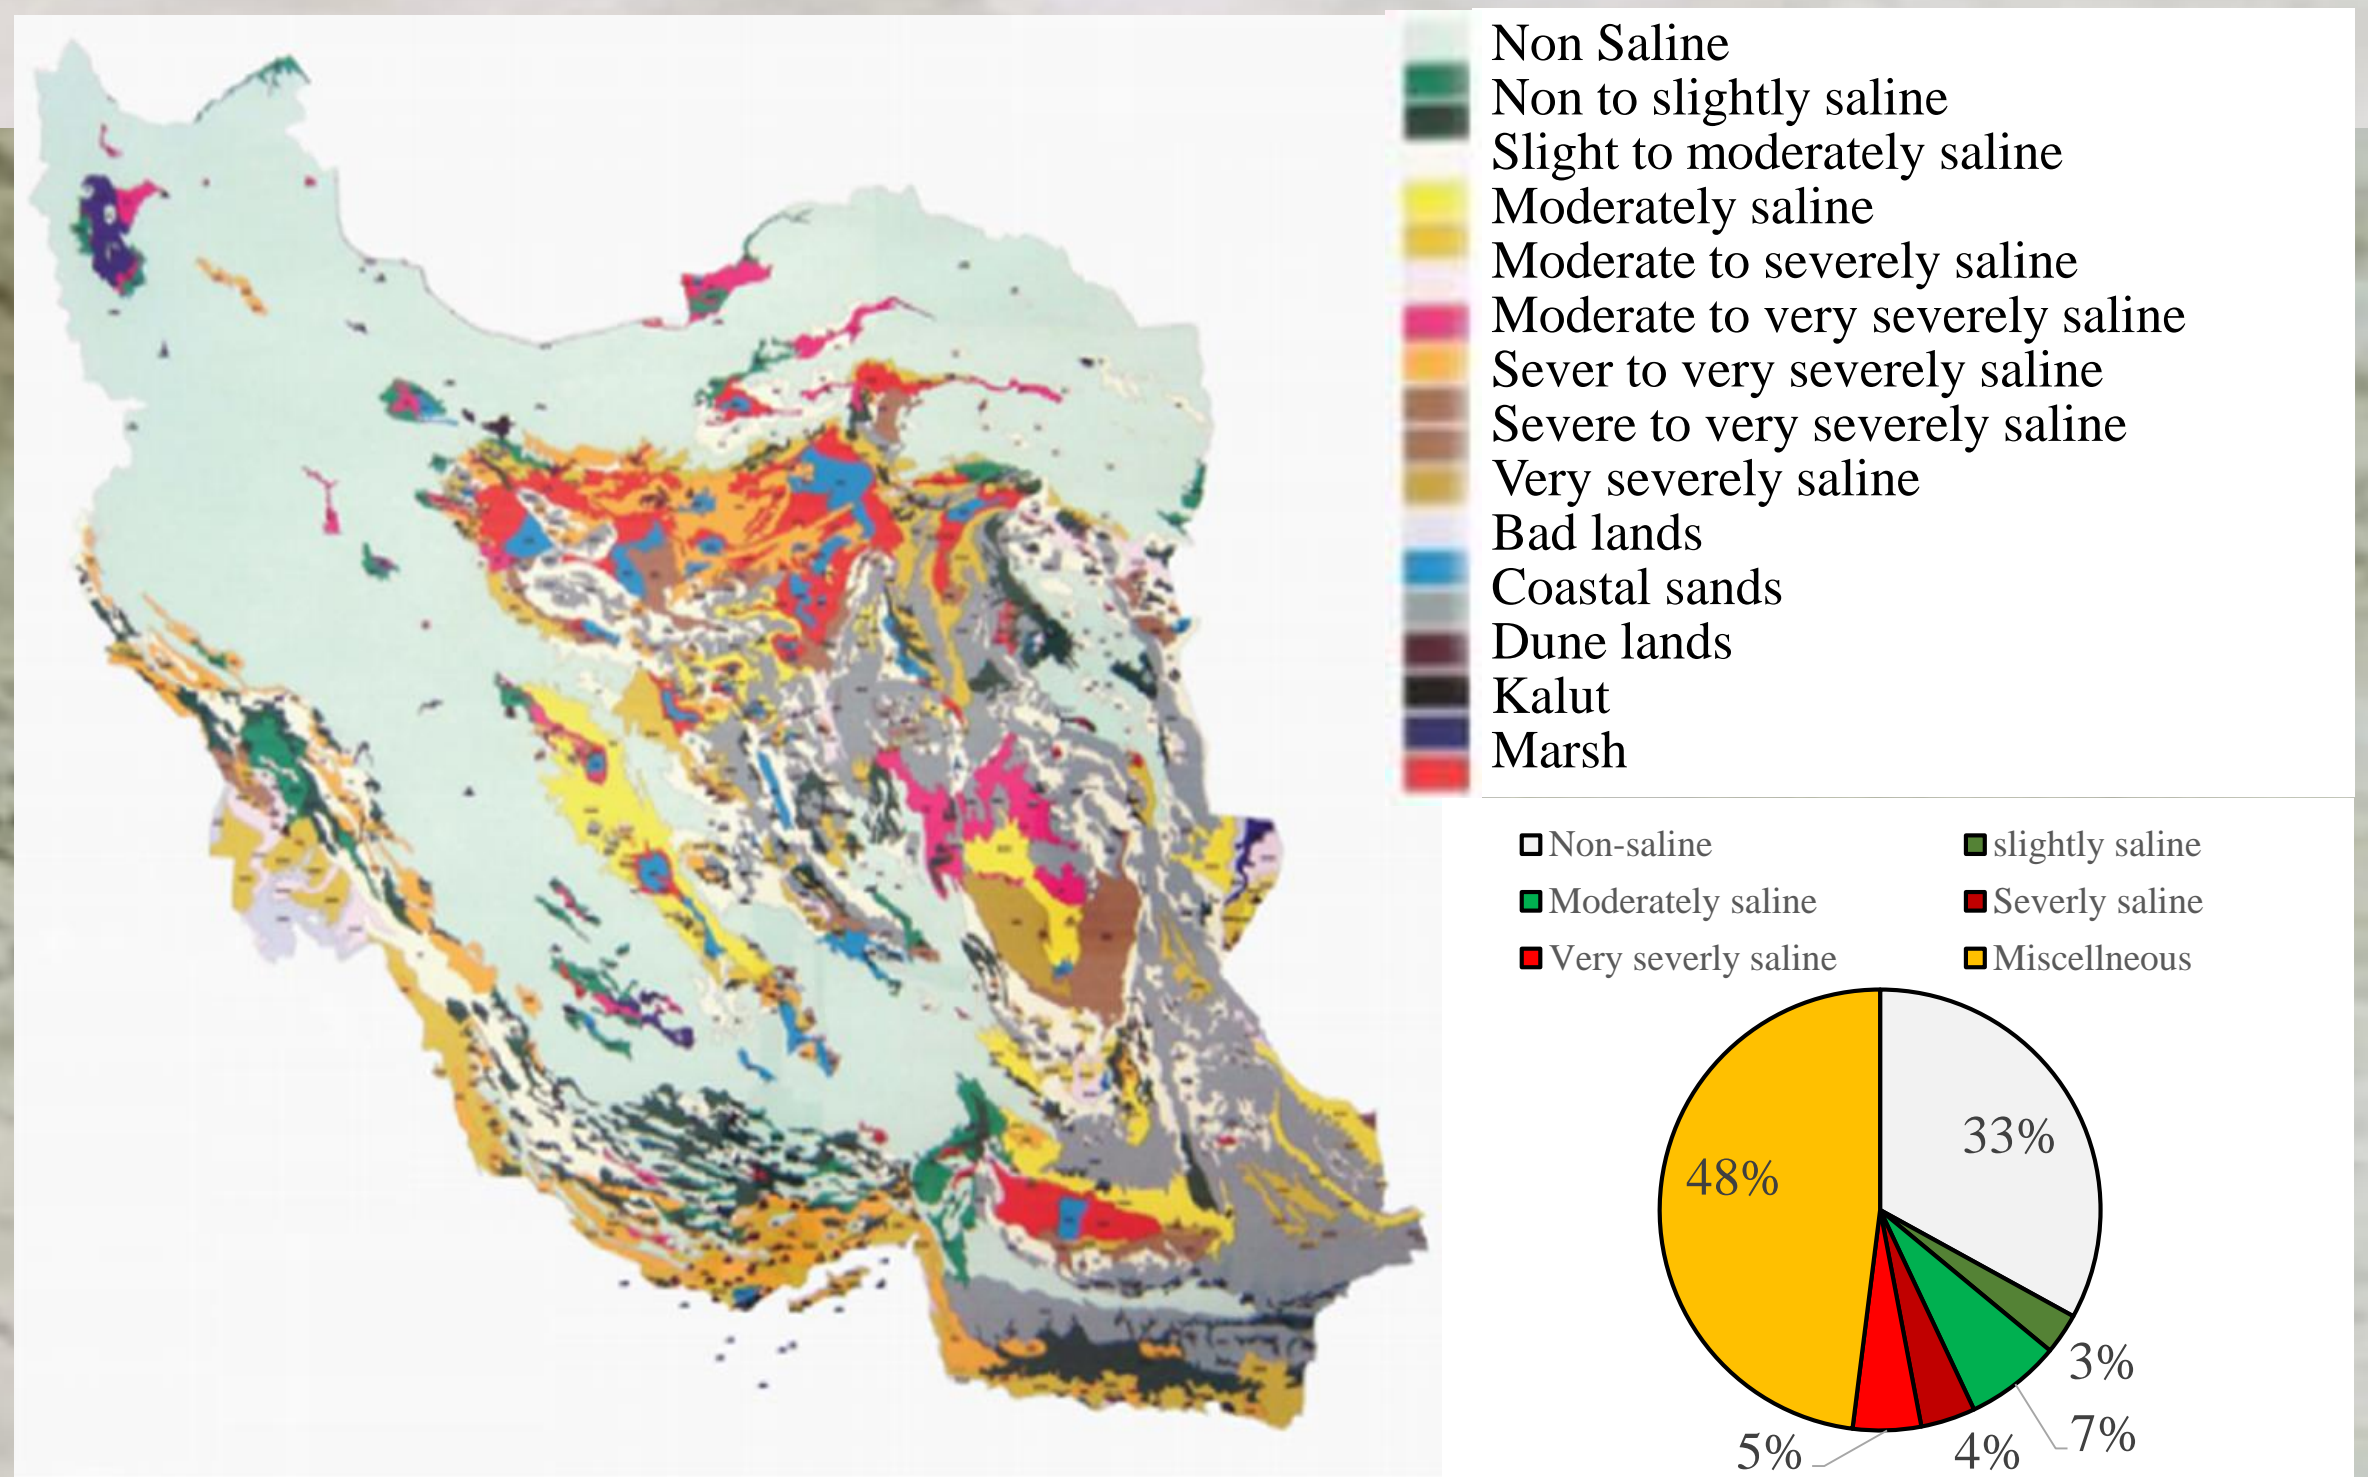 Non Saline
Non to slightly saline
Slight to moderately saline
Moderately saline
Moderate to severely saline
Moderate to very severely saline
Sever to very severely saline
Severe to very severely saline
Very severely saline
Bad lands
Coastal sands
Dune lands
Kalut
Marsh
Non-saline
slightly saline
Moderately saline
Severly saline
Very severly saline
Miscellneous
33%
48%
3%
7%
5%
4%